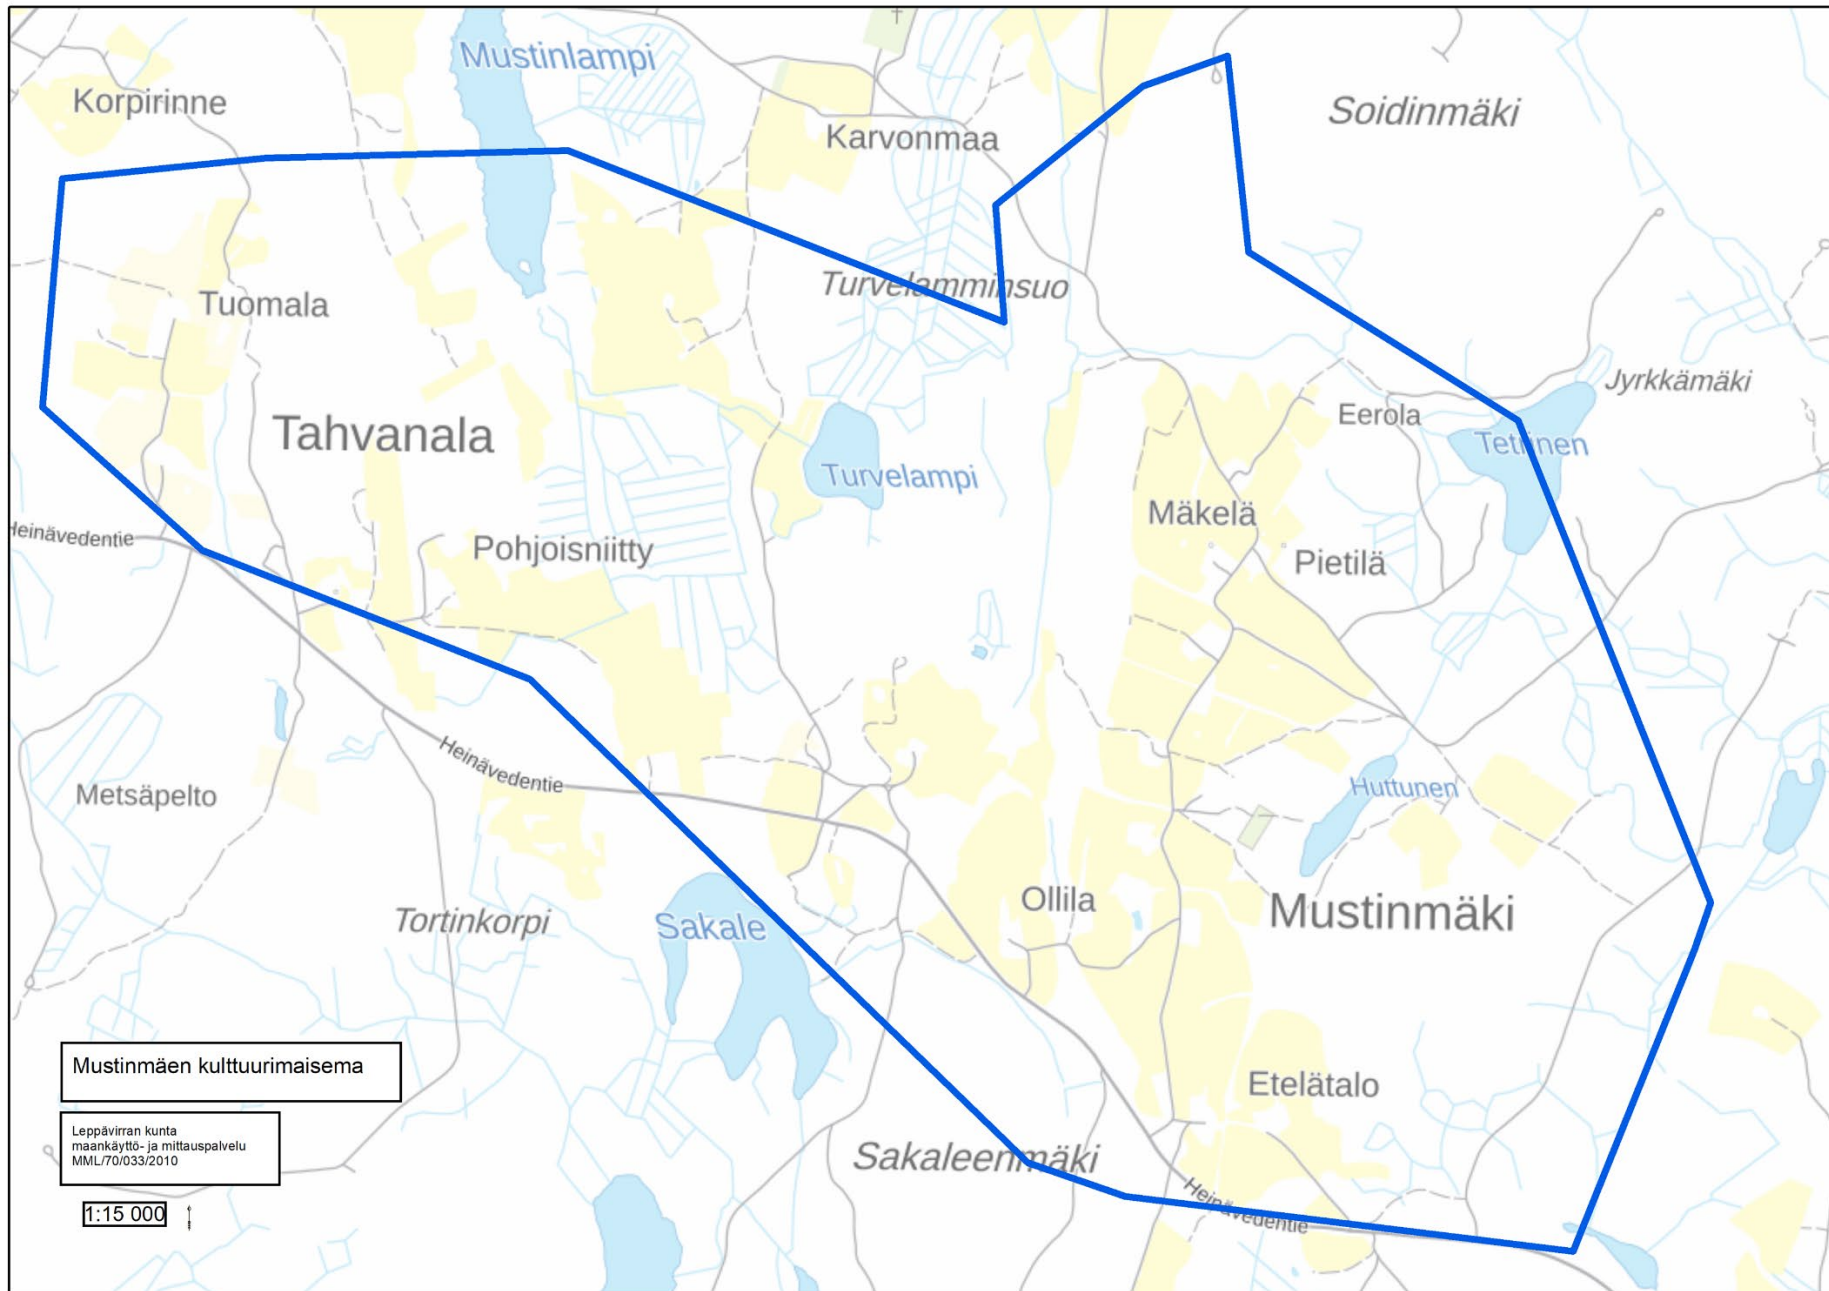 Mustinlampi
Korpirinne
Soidinmäki
Karvonmaa
Turvelamminsuo
Tuomala
Jyrkkämäki
Eerola
Tahvanala
Tetrinen
Turvelampi
Mäkelä
Heinävedentie
Pohjoisniitty
Pietilä
Heinävedentie
Metsäpelto
Huttunen
Ollila
Mustinmäki
Tortinkorpi
Sakale
Mustinmäen kulttuurimaisema
Etelätalo
Leppävirran kunta
maankäyttö- ja mittauspalvelu
MML/70/033/2010
Sakaleenmäki
Heinävedentie
1:15 000